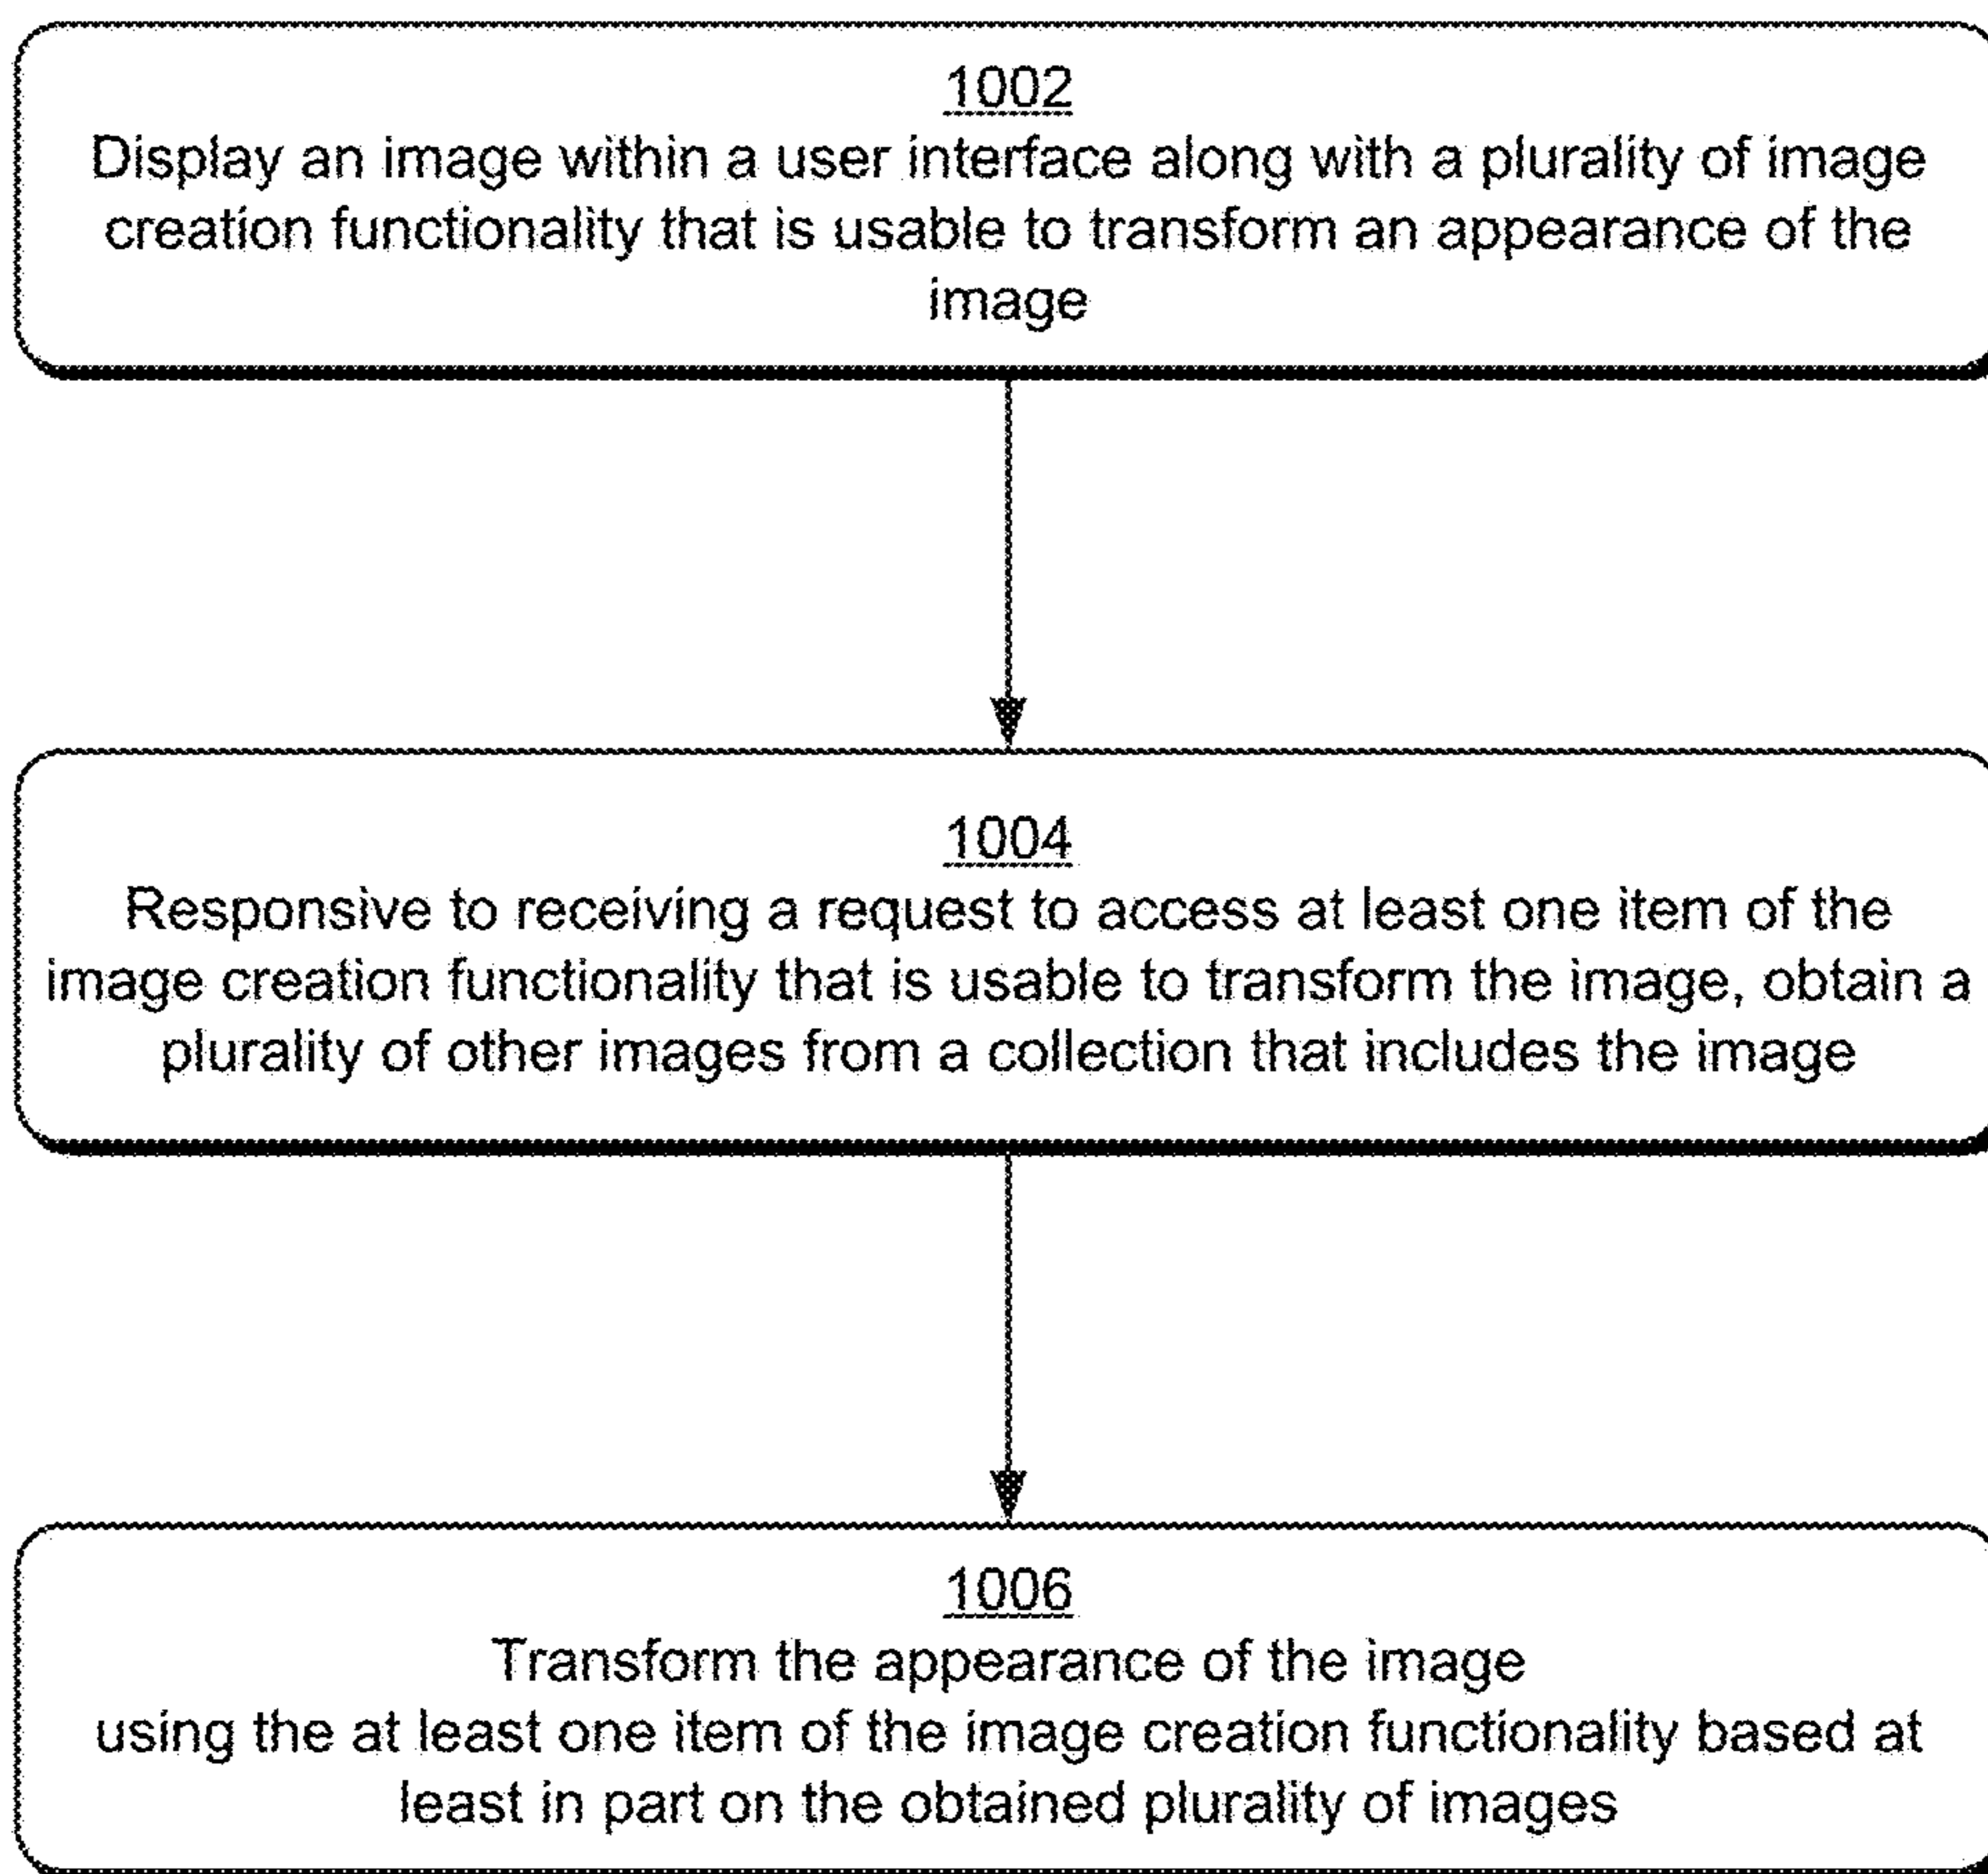 1002
Display an image within a user interface along with a plurality of image
creation functionality that is usable to transform an appearance of the
image
1004
Responsive to receiving a request to access at least one item of the
image creation functionality that is usable to transform the image, obtain a
plurality of other images from a collection that includes the image
1006
Transform the appearance of the image
using the at least one item of the image creation functionality based at
least in part on the obtained plurality of images